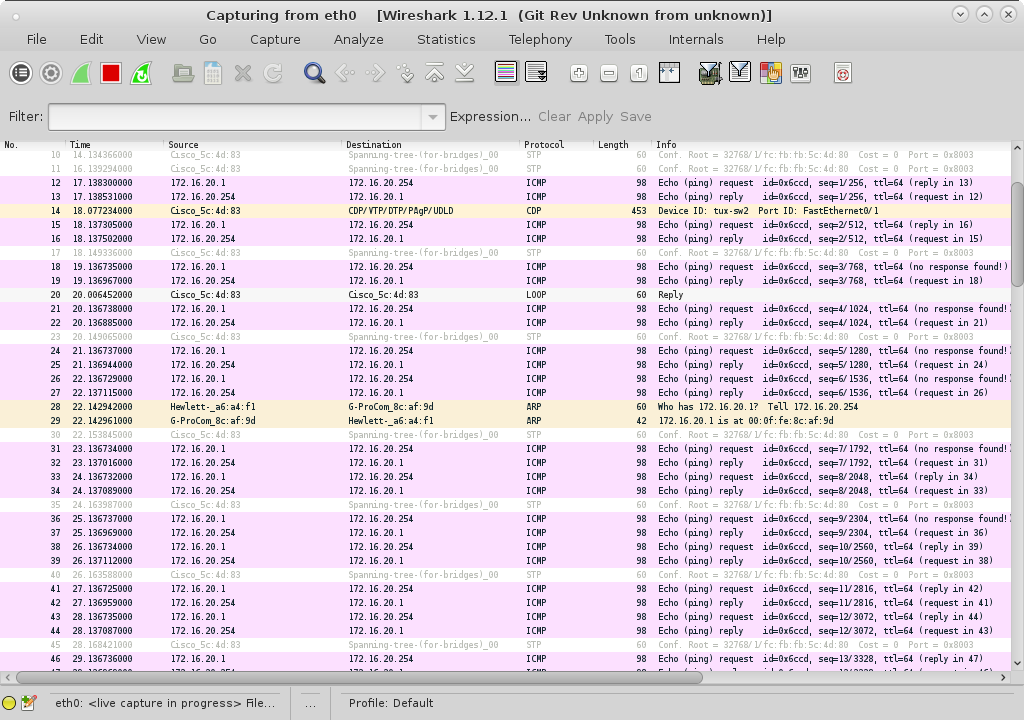 Capturing from eth0 [Wireshark 1.12.1 (Git Rev Unknown from unknown)]
File Edit View Go Capture Analyze Statistics Telephony Tools Internals Help
Filter: Expression... Clear Apply Save
No. Time Source Destination Protocol Length Info
10 14.134366000 Cisco_5c:4d:83 Spanning-tree-(for-bridges)_00 STP 60 Conf. Root = 32768/1/fc:fb:fb:5c:4d:80 Cost = 0 Port = 0x8003
11 16.139294000 Cisco_5c:4d:83 Spanning-tree-(for-bridges)_00 STP 60 Conf. Root = 32768/1/fc:fb:fb:5c:4d:80 Cost = 0 Port = 0x8003
12 17.138300000 172.16.20.1 172.16.20.254 ICMP 98 Echo (ping) request id=0x6ccd, seq=1/256, ttl=64 (reply in 13)
13 17.138531000 172.16.20.254 172.16.20.1 ICMP 98 Echo (ping) reply id=0x6ccd, seq=1/256, ttl=64 (request in 12)
14 18.077234000 Cisco_5c:4d:83 CDP/VTP/DTP/PAgP/UDLD CDP 453 Device ID: tux-sw2 Port ID: FastEthernet0/1
15 18.137305000 172.16.20.1 172.16.20.254 ICMP 98 Echo (ping) request id=0x6ccd, seq=2/512, ttl=64 (reply in 16)
16 18.137502000 172.16.20.254 172.16.20.1 ICMP 98 Echo (ping) reply id=0x6ccd, seq=2/512, ttl=64 (request in 15)
17 18.149336000 Cisco_5c:4d:83 Spanning-tree-(for-bridges)_00 STP 60 Conf. Root = 32768/1/fc:fb:fb:5c:4d:80 Cost = 0 Port = 0x8003
18 19.136735000 172.16.20.1 172.16.20.254 ICMP 98 Echo (ping) request id=0x6ccd, seq=3/768, ttl=64 (no response found!)
19 19.136967000 172.16.20.254 172.16.20.1 ICMP 98 Echo (ping) reply id=0x6ccd, seq=3/768, ttl=64 (request in 18)
20 20.006452000 Cisco_5c:4d:83 Cisco_5c:4d:83 LOOP 60 Reply
21 20.136738000 172.16.20.1 172.16.20.254 ICMP 98 Echo (ping) request id=0x6ccd, seq=4/1024, ttl=64 (no response found!
22 20.136885000 172.16.20.254 172.16.20.1 ICMP 98 Echo (ping) reply id=0x6ccd, seq=4/1024, ttl=64 (request in 21)
23 20.149065000 Cisco_5c:4d:83 Spanning-tree-(for-bridges)_00 STP 60 Conf. Root = 32768/1/fc:fb:fb:5c:4d:80 Cost = 0 Port = 0x8003
24 21.136737000 172.16.20.1 172.16.20.254 ICMP 98 Echo (ping) request id=0x6ccd, seq=5/1280, ttl=64 (no response found!
25 21.136944000 172.16.20.254 172.16.20.1 ICMP 98 Echo (ping) reply id=0x6ccd, seq=5/1280, ttl=64 (request in 24)
26 22.136729000 172.16.20.1 172.16.20.254 ICMP 98 Echo (ping) request id=0x6ccd, seq=6/1536, ttl=64 (no response found!
27 22.137115000 172.16.20.254 172.16.20.1 ICMP 98 Echo (ping) reply id=0x6ccd, seq=6/1536, ttl=64 (request in 26)
28 22.142942000 Hewlett-_a6:a4:f1 G-ProCom_8c:af:9d ARP 60 Who has 172.16.20.1? Tell 172.16.20.254
29 22.142961000 G-ProCom_8c:af:9d Hewlett-_a6:a4:f1 ARP 42 172.16.20.1 is at 00:0f:fe:8c:af:9d
30 22.153845000 Cisco_5c:4d:83 Spanning-tree-(for-bridges)_00 STP 60 Conf. Root = 32768/1/fc:fb:fb:5c:4d:80 Cost = 0 Port = 0x8003
31 23.136734000 172.16.20.1 172.16.20.254 ICMP 98 Echo (ping) request id=0x6ccd, seq=7/1792, ttl=64 (no response found!
32 23.137016000 172.16.20.254 172.16.20.1 ICMP 98 Echo (ping) reply id=0x6ccd, seq=7/1792, ttl=64 (request in 31)
33 24.136732000 172.16.20.1 172.16.20.254 ICMP 98 Echo (ping) request id=0x6ccd, seq=8/2048, ttl=64 (reply in 34)
34 24.137089000 172.16.20.254 172.16.20.1 ICMP 98 Echo (ping) reply id=0x6ccd, seq=8/2048, ttl=64 (request in 33)
35 24.163987000 Cisco_5c:4d:83 Spanning-tree-(for-bridges)_00 STP 60 Conf. Root = 32768/1/fc:fb:fb:5c:4d:80 Cost = 0 Port = 0x8003
36 25.136737000 172.16.20.1 172.16.20.254 ICMP 98 Echo (ping) request id=0x6ccd, seq=9/2304, ttl=64 (no response found!
37 25.136969000 172.16.20.254 172.16.20.1 ICMP 98 Echo (ping) reply id=0x6ccd, seq=9/2304, ttl=64 (request in 36)
38 26.136734000 172.16.20.1 172.16.20.254 ICMP 98 Echo (ping) request id=0x6ccd, seq=10/2560, ttl=64 (reply in 39)
39 26.137112000 172.16.20.254 172.16.20.1 ICMP 98 Echo (ping) reply id=0x6ccd, seq=10/2560, ttl=64 (request in 38)
40 26.163588000 Cisco_5c:4d:83 Spanning-tree-(for-bridges)_00 STP 60 Conf. Root = 32768/1/fc:fb:fb:5c:4d:80 Cost = 0 Port = 0x8003
41 27.136725000 172.16.20.1 172.16.20.254 ICMP 98 Echo (ping) request id=0x6ccd, seq=11/2816, ttl=64 (reply in 42)
42 27.136959000 172.16.20.254 172.16.20.1 ICMP 98 Echo (ping) reply id=0x6ccd, seq=11/2816, ttl=64 (request in 41)
43 28.136735000 172.16.20.1 172.16.20.254 ICMP 98 Echo (ping) request id=0x6ccd, seq=12/3072, ttl=64 (reply in 44)
44 28.137087000 172.16.20.254 172.16.20.1 ICMP 98 Echo (ping) reply id=0x6ccd, seq=12/3072, ttl=64 (request in 43)
45 28.168421000 Cisco_5c:4d:83 Spanning-tree-(for-bridges)_00 STP 60 Conf. Root = 32768/1/fc:fb:fb:5c:4d:80 Cost = 0 Port = 0x8003
46 29.136736000 172.16.20.1 172.16.20.254 ICMP 98 Echo (ping) request id=0x6ccd, seq=13/3328, ttl=64 (reply in 47)
eth0: <live capture in progress> File... ... Profile: Default